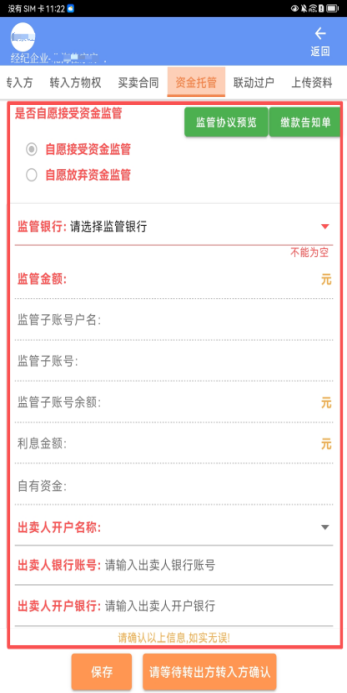 没有 SIM 卡 11:22
经纪企业·
返回
转入方 转入方物权 买卖合同 资金托管 联动过户 上传资料
是否自愿接受资金监管
监管协议预览 缴款告知单
自愿接受资金监管
自愿放弃资金监管
监管银行: 请选择监管银行
不能为空
监管金额: 元
监管子账号户名:
监管子账号:
监管子账号余额: 元
利息金额: 元
自有资金:
出卖人开户名称:
出卖人银行账号: 请输入出卖人银行账号
出卖人开户银行: 请输入出卖人开户银行
请确认以上信息,如实无误!
保存 请等待转出方转入方确认